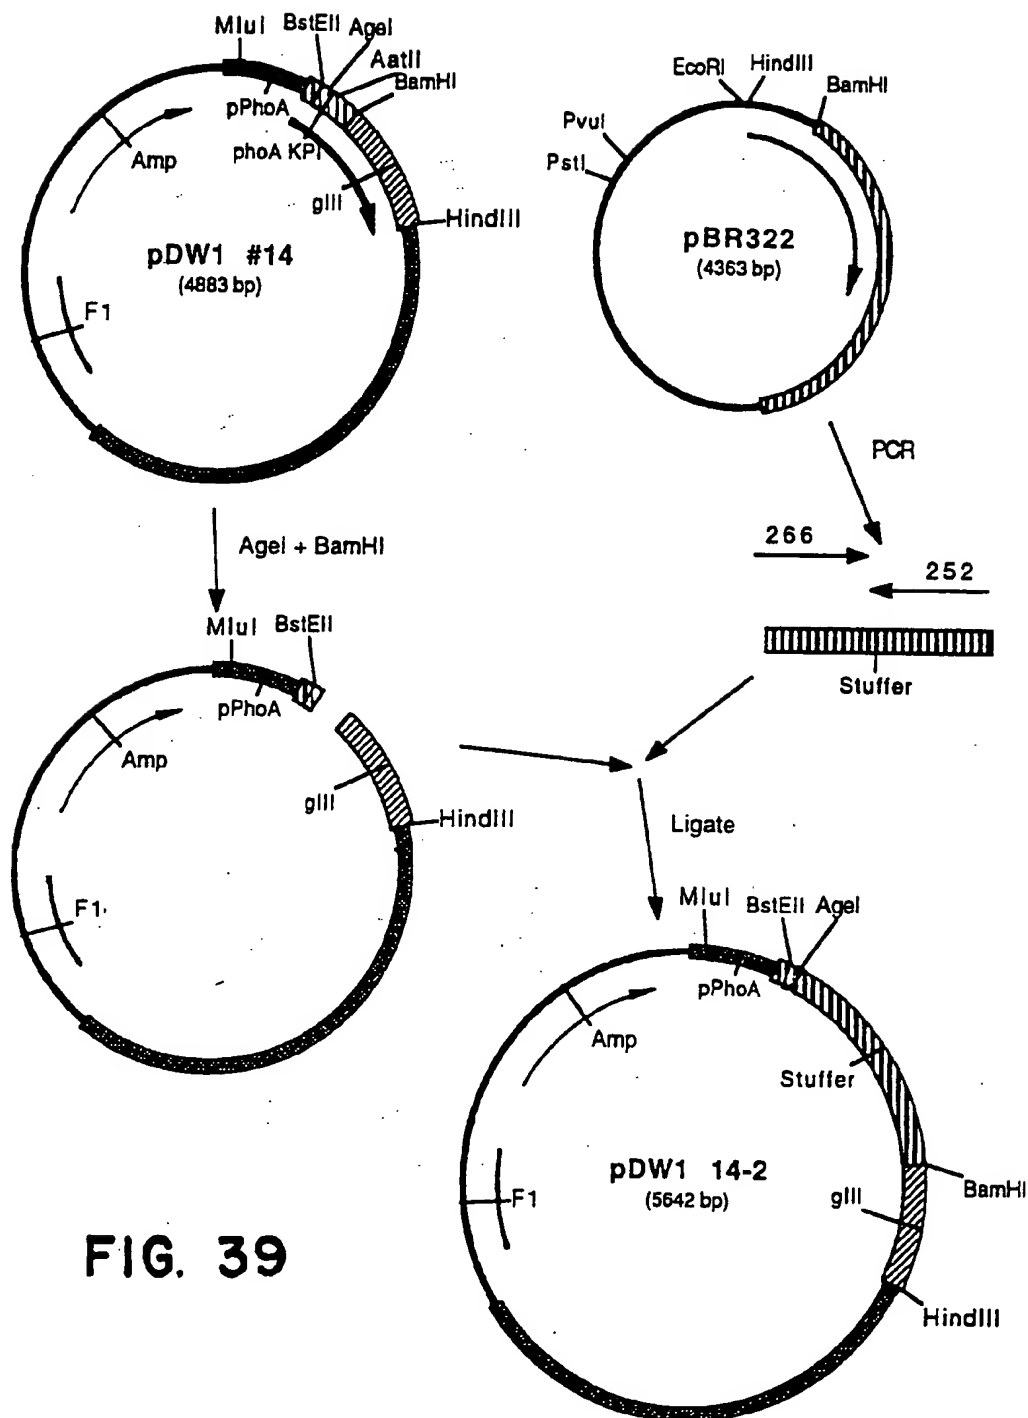 MluI BstEII AgeI
AatII
BamHI
pPhoA
phoA KPI
Amp
gIII
HindIII
pDW1 #14
(4883 bp)
F1
EcoRI HindIII
BamHI
PvuI
PstI
pBR322
(4363 bp)
PCR
266
252
Stuffer
AgeI + BamHI
MluI BstEII
pPhoA
Amp
gIII
HindIII
F1
Ligate
MluI BstEII AgeI
pPhoA
Amp
Stuffer
pDW1 14-2
(5642 bp)
F1
gIII
BamHI
HindIII
FIG. 39